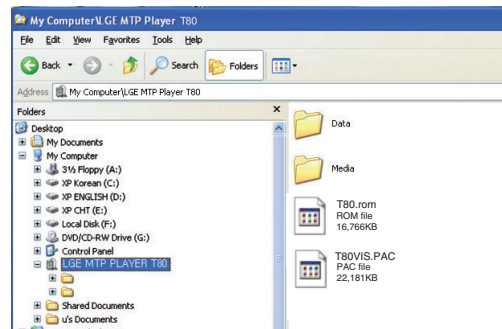 My Computer\LGE MTP Player T80
File Edit View Favorites Tools Help
Back Search Folders
Address My Computer\LGE MTP Player T80
Folders
Desktop
My Documents
My Computer
3½ Floppy (A:)
XP Korean (C:)
XP ENGLISH (D:)
XP CHT (E:)
Local Disk (F:)
DVD/CD-RW Drive (G:)
Control Panel
LGE MTP PLAYER T80
Shared Documents
u's Documents
Data
Media
T80.rom
ROM file
16,766KB
T80VIS.PAC
PAC file
22,181KB